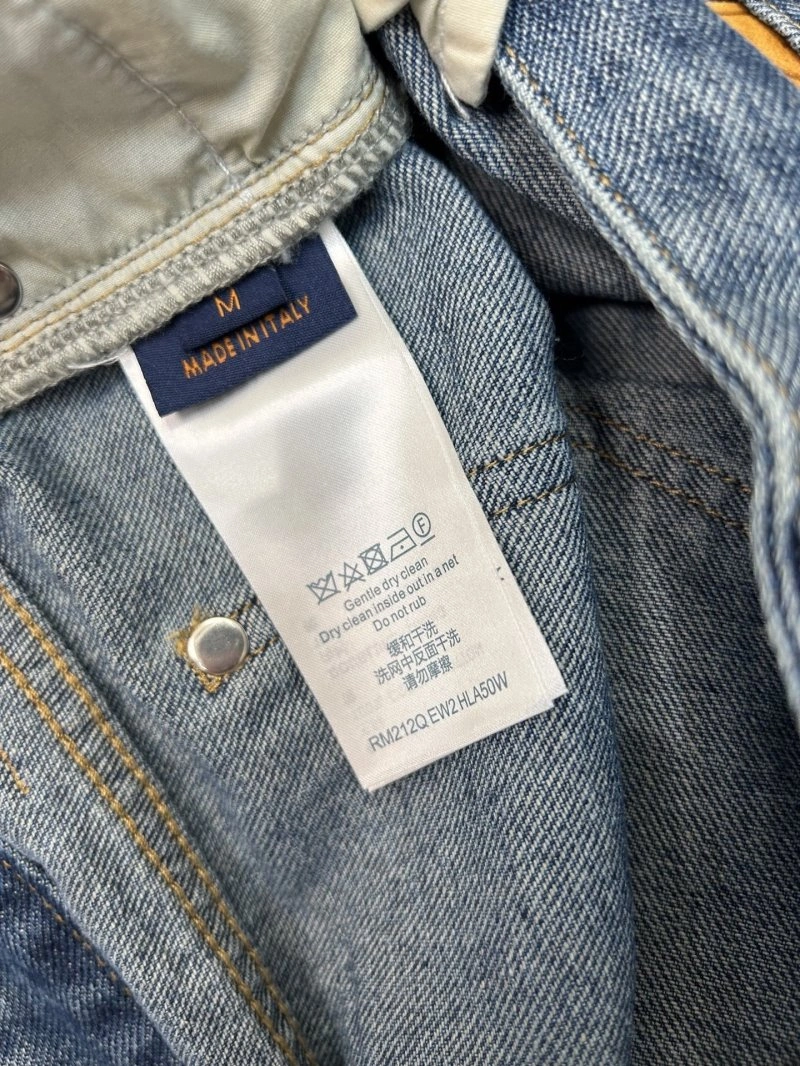 M
MADE IN ITALY
F
Gentle dry clean
Dry clean inside out in a net
Do not rub
缓和干洗
洗网中反面干洗
请勿摩擦
RM212Q EW2 HLA50W